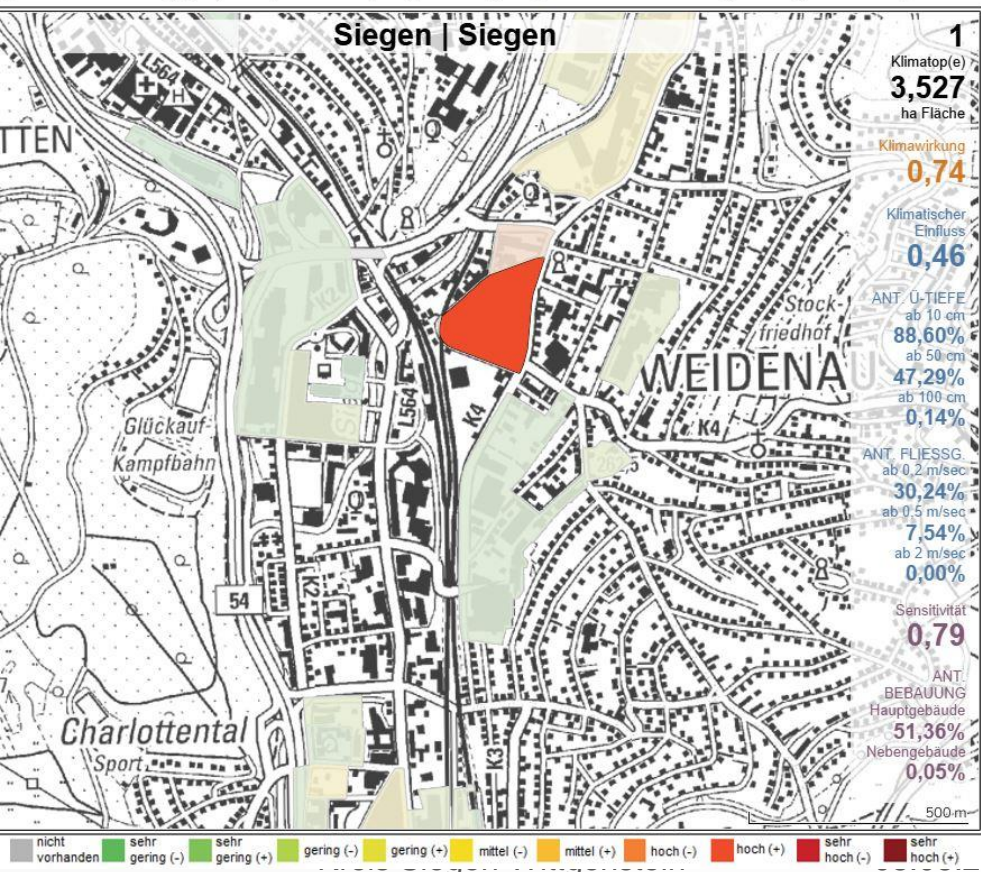 Siegen | Siegen
1
Klimatop(e)
3,527
ha Fläche
Klimawirkung
0,74
Klimatischer
Einfluss
0,46
ANT. Ü-TIEFE
ab 10 cm
88,60%
ab 50 cm
47,29%
ab 100 cm
0,14%
ANT. FLIESSG.
ab 0,2 m/sec
30,24%
ab 0,5 m/sec
7,54%
ab 2 m/sec
0,00%
Sensitivität
0,79
ANT.
BEBAUUNG
Hauptgebäude
51,36%
Nebengebäude
0,05%
500 m
L564
H
TTEN
K2
Stock-
friedhof
WEIDENAU
L564
K4
K4
Glückauf-
Kampfbahn
54
K2
Charlottental
Sport
K3
nicht
vorhanden
sehr
gering (-)
sehr
gering (+)
gering (-)
gering (+)
mittel (-)
mittel (+)
hoch (-)
hoch (+)
sehr
hoch (-)
sehr
hoch (+)